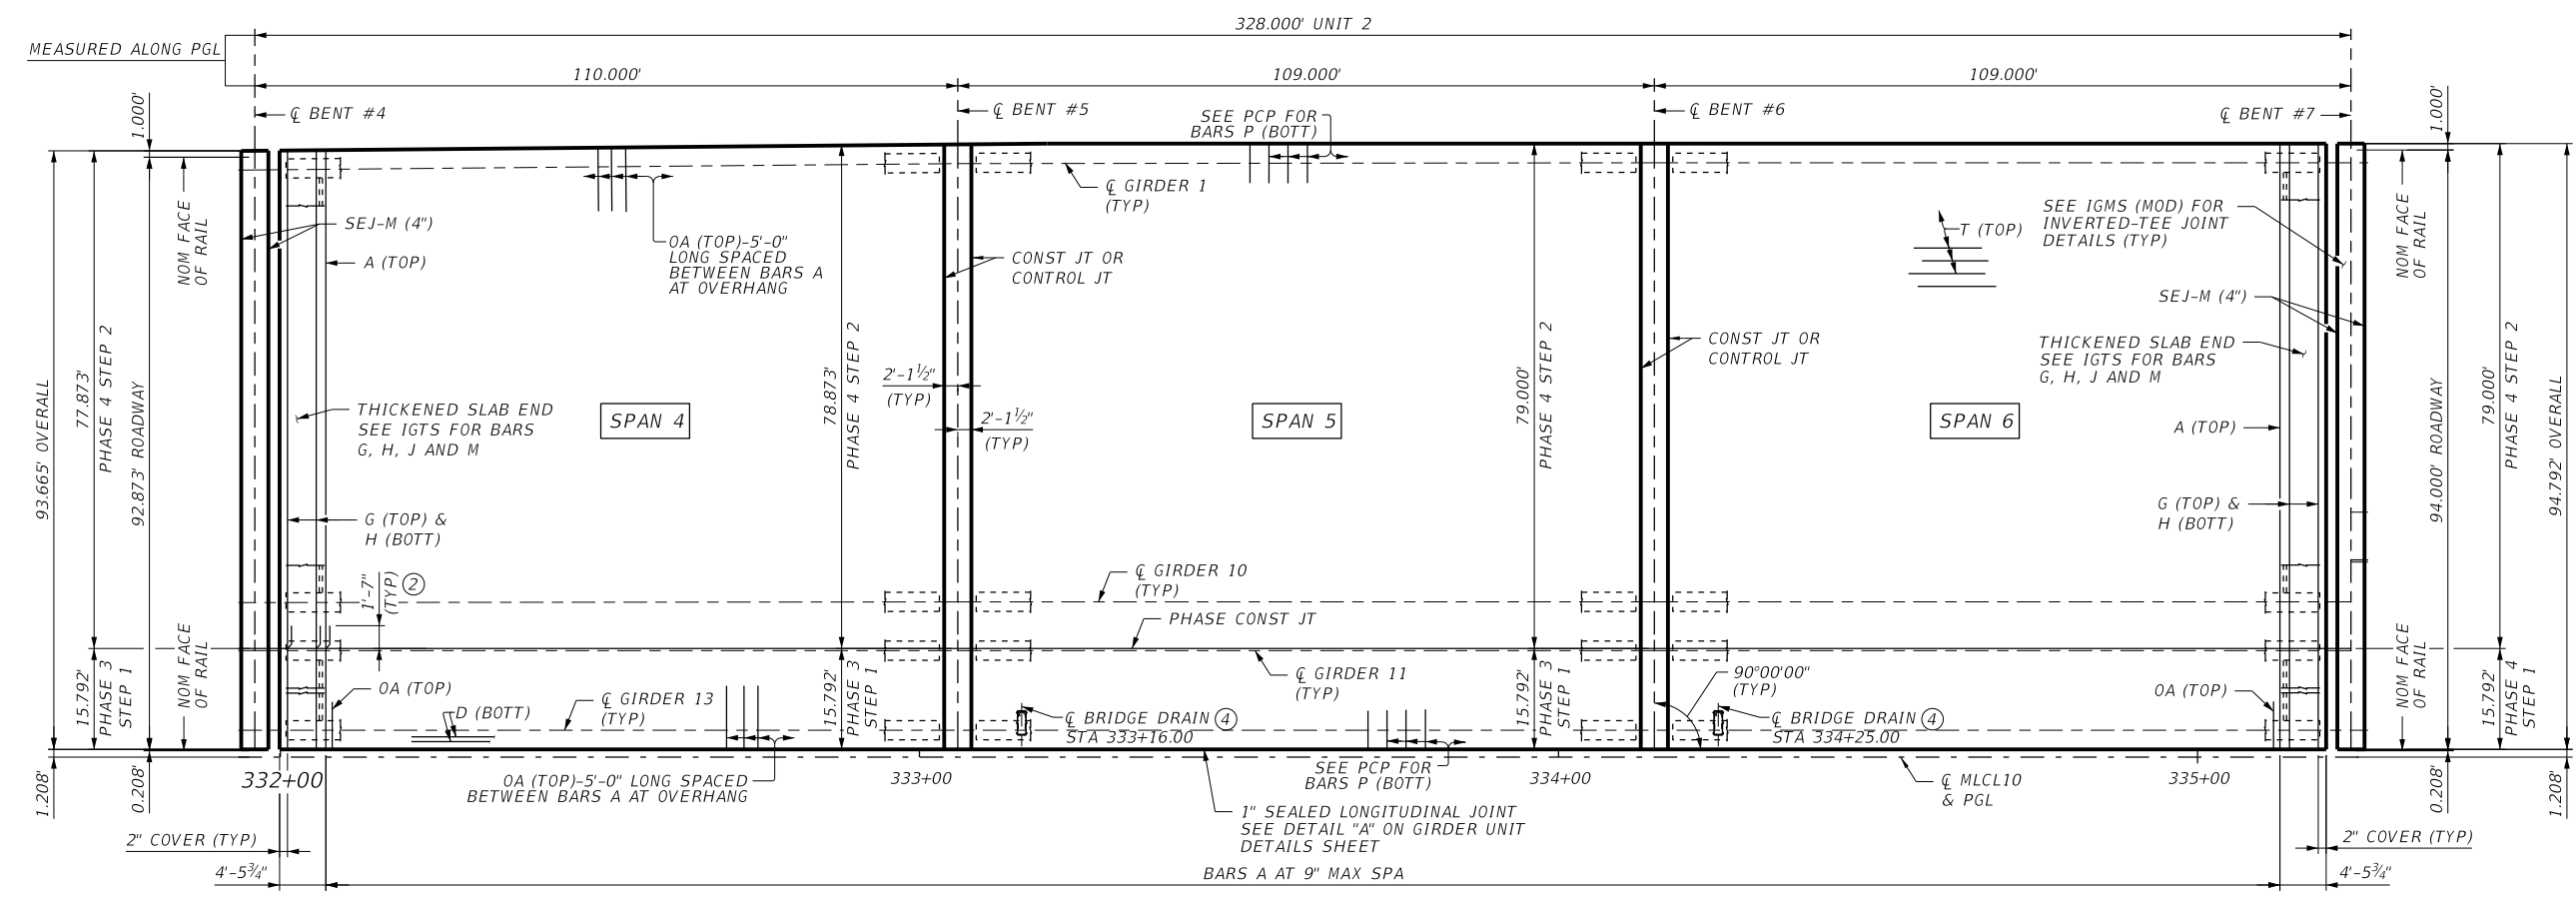 328.000' UNIT 2
MEASURED ALONG PGL
110.000'
109.000'
109.000'
℄ BENT #4
℄ BENT #5
℄ BENT #6
℄ BENT #7
SEE PCP FOR
BARS P (BOTT)
1.000'
1.000'
93.665' OVERALL
77.873'
PHASE 4 STEP 2
92.873' ROADWAY
NOM FACE
OF RAIL
SEJ-M (4")
A (TOP)
OA (TOP)-5'-0"
LONG SPACED
BETWEEN BARS A
AT OVERHANG
78.873'
PHASE 4 STEP 2
℄ GIRDER 1
(TYP)
CONST JT OR
CONTROL JT
2'-1½"
(TYP)
2'-1½"
(TYP)
79.000'
PHASE 4 STEP 2
CONST JT OR
CONTROL JT
T (TOP)
SEE IGMS (MOD) FOR
INVERTED-TEE JOINT
DETAILS (TYP)
SEJ-M (4")
THICKENED SLAB END
SEE IGTS FOR BARS
G, H, J AND M
NOM FACE
OF RAIL
94.000' ROADWAY
79.000'
PHASE 4 STEP 2
94.792' OVERALL
THICKENED SLAB END
SEE IGTS FOR BARS
G, H, J AND M
SPAN 4
SPAN 5
SPAN 6
A (TOP)
G (TOP) &
H (BOTT)
G (TOP) &
H (BOTT)
1'-7"
(TYP)
2
℄ GIRDER 10
(TYP)
PHASE CONST JT
℄ GIRDER 11
(TYP)
90°00'00"
(TYP)
15.792'
PHASE 3
STEP 1
NOM FACE
OF RAIL
OA (TOP)
D (BOTT)
℄ GIRDER 13
(TYP)
15.792'
PHASE 3
STEP 1
℄ BRIDGE DRAIN 4
STA 333+16.00
15.792'
PHASE 3
STEP 1
℄ BRIDGE DRAIN 4
STA 334+25.00
OA (TOP)
NOM FACE
OF RAIL
15.792'
PHASE 4
STEP 1
1.208'
0.208'
332+00
333+00
334+00
335+00
0.208'
1.208'
OA (TOP)-5'-0" LONG SPACED
BETWEEN BARS A AT OVERHANG
SEE PCP FOR
BARS P (BOTT)
℄ MLCL10
& PGL
1" SEALED LONGITUDINAL JOINT
SEE DETAIL "A" ON GIRDER UNIT
DETAILS SHEET
2" COVER (TYP)
2" COVER (TYP)
4'-5¾"
BARS A AT 9" MAX SPA
4'-5¾"